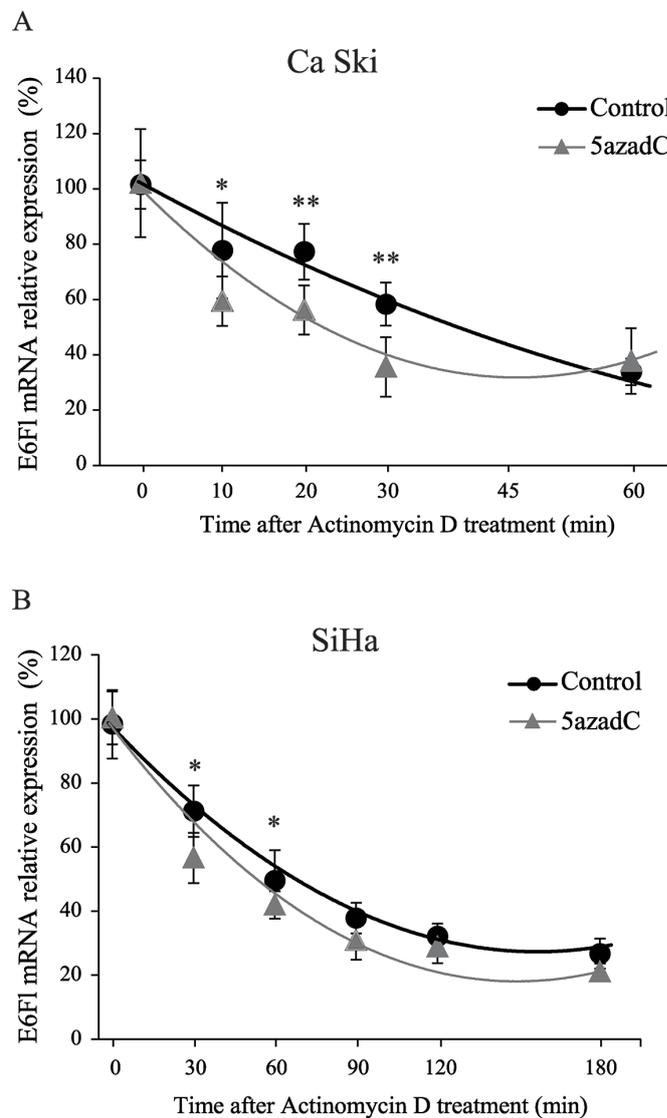 A
Ca Ski
E6Fl mRNA relative expression (%)
140
120
100
80
60
40
20
0
Control
5azadC
*
**
**
0 10 20 30 45 60
Time after Actinomycin D treatment (min)
B
SiHa
E6Fl mRNA relative expression (%)
120
100
80
60
40
20
0
Control
5azadC
*
*
0 30 60 90 120 180
Time after Actinomycin D treatment (min)